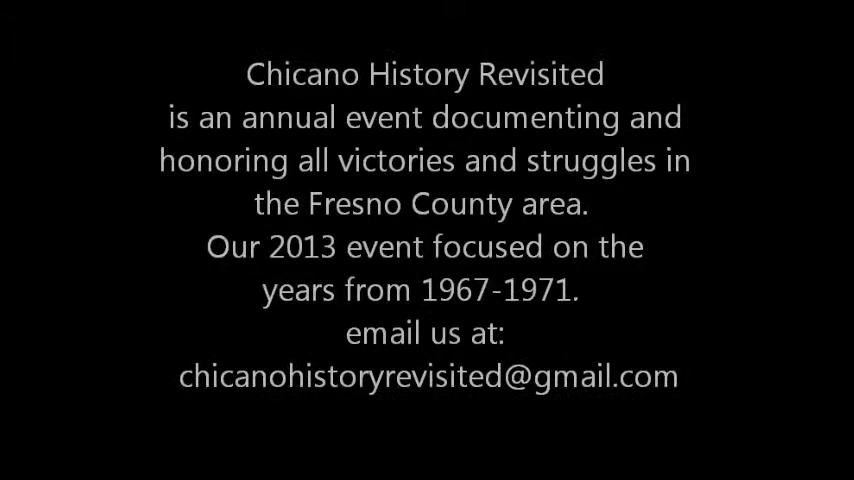 Chicano History Revisited
is an annual event documenting and
honoring all victories and struggles in
the Fresno County area.
Our 2013 event focused on the
years from 1967-1971.
email us at:
chicanohistoryrevisited@gmail.com